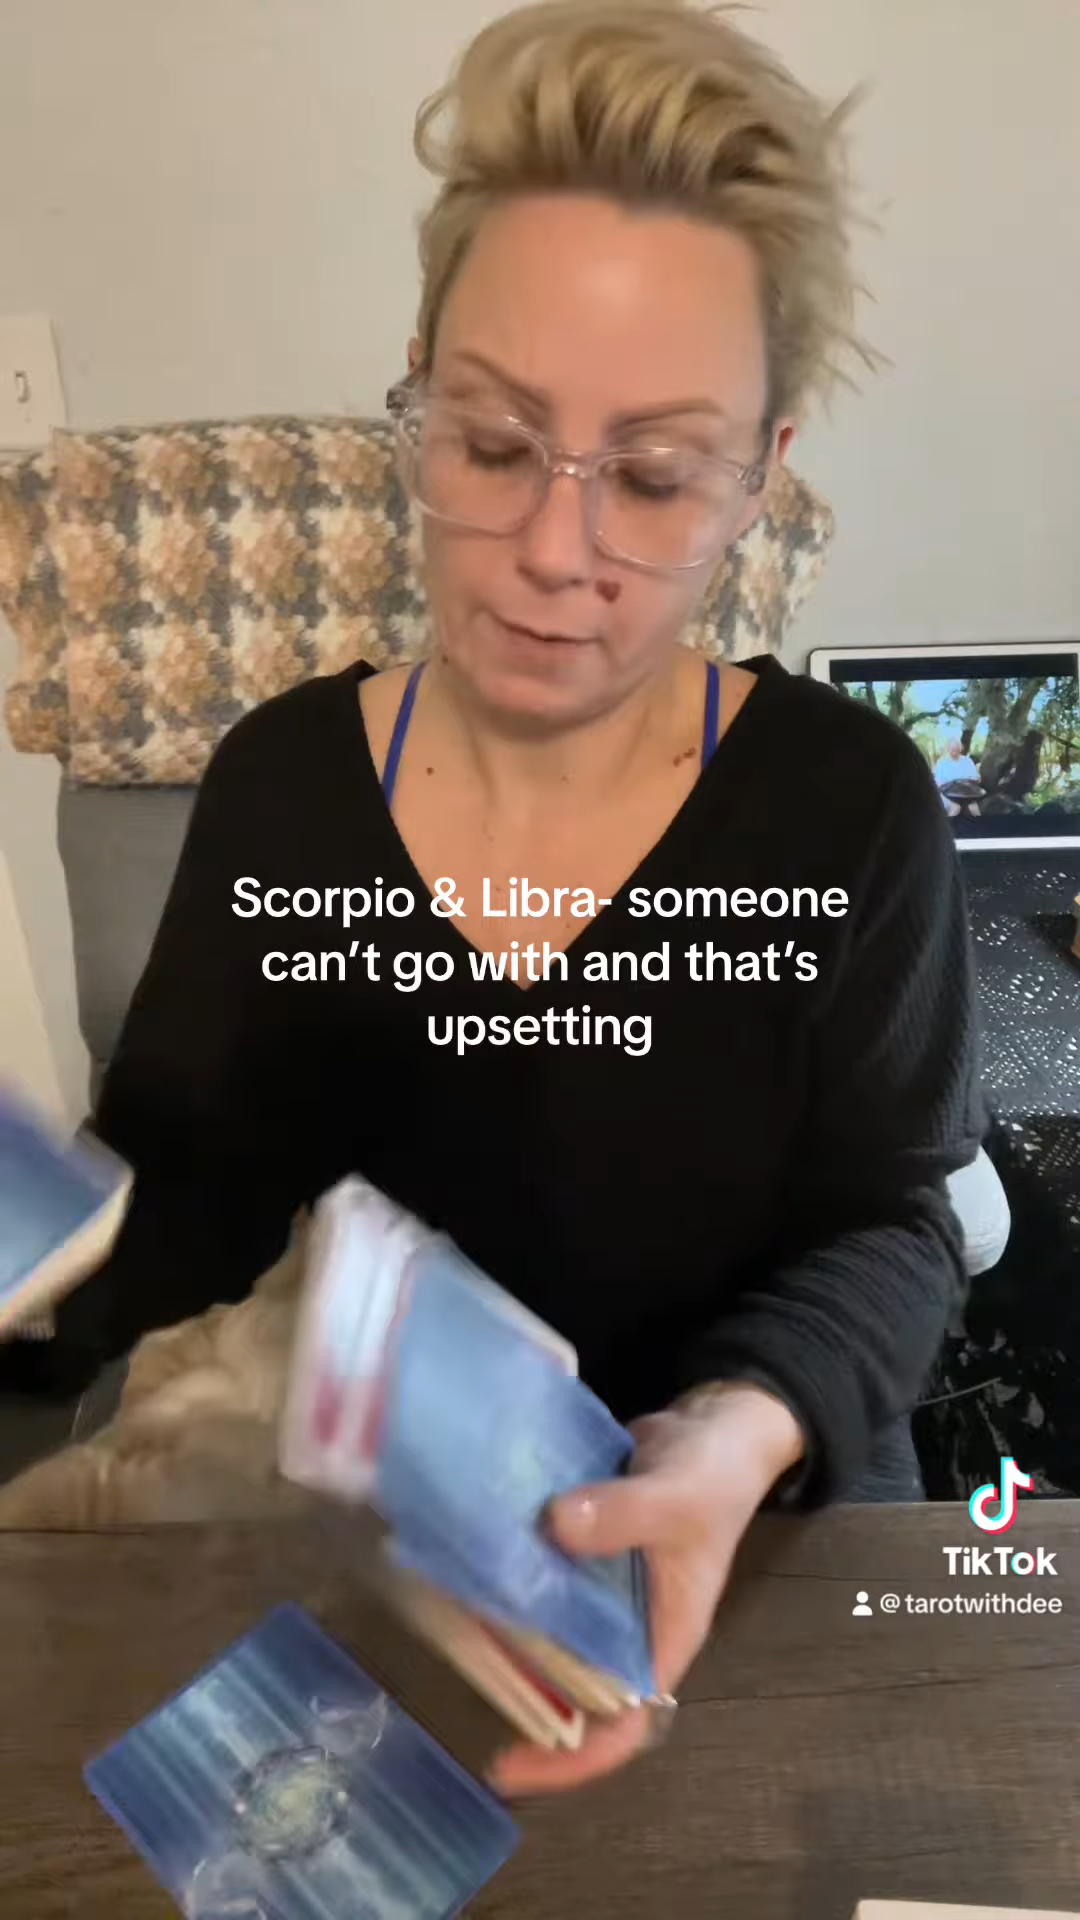 Scorpio & Libra- someone
can’t go with and that’s
upsetting
TikTok
@tarotwithdee